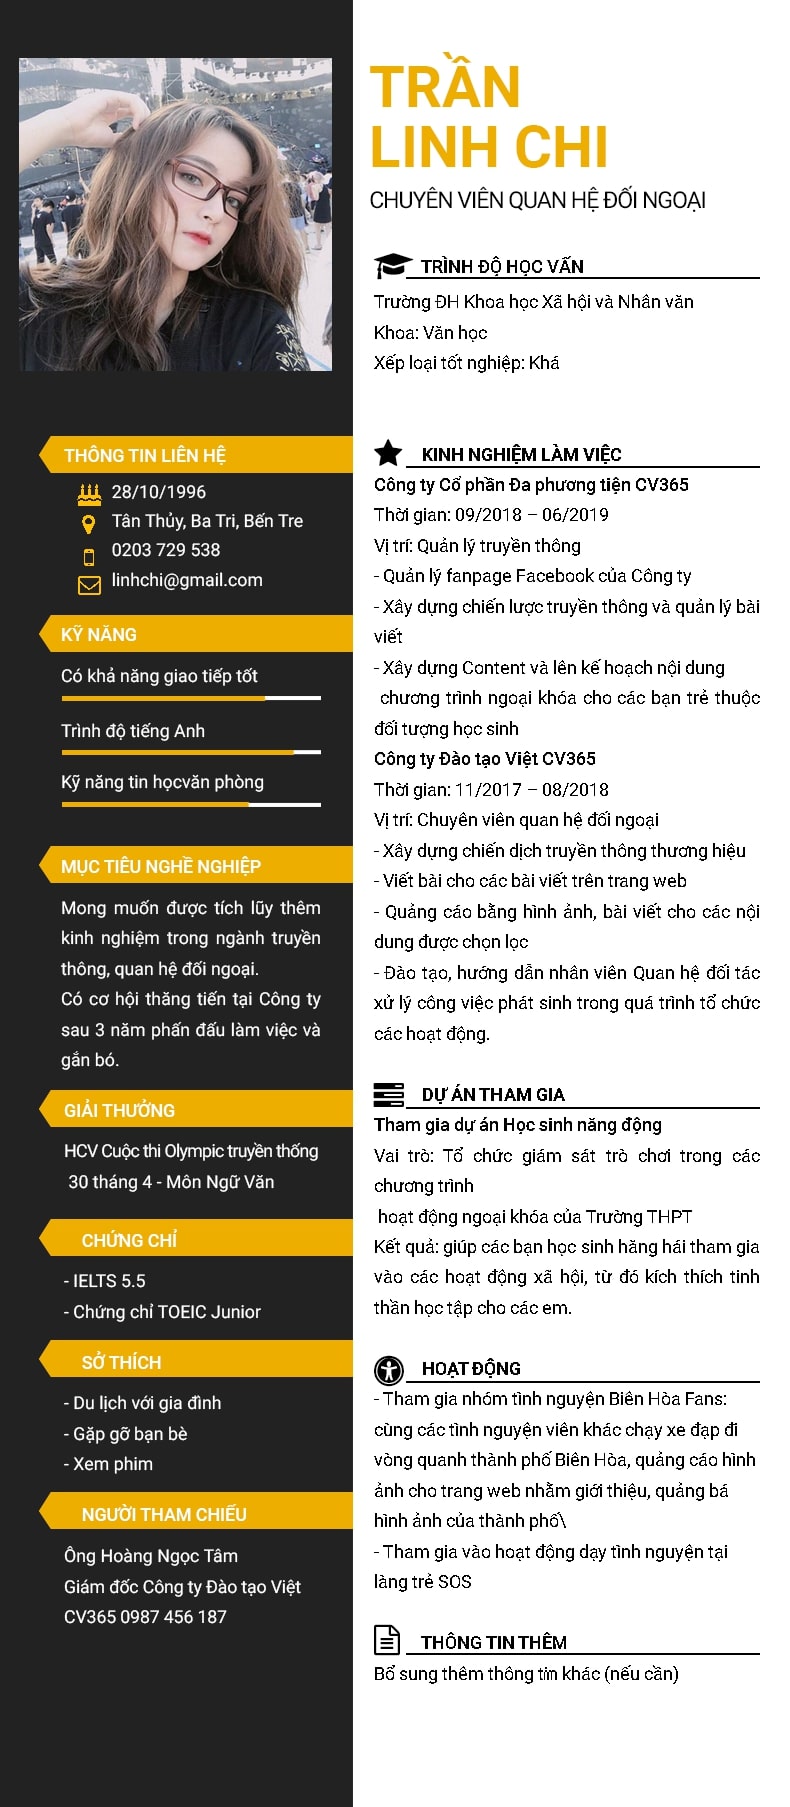 TRẦN
LINH CHI
CHUYÊN VIÊN QUAN HỆ ĐỐI NGOẠI
THÔNG TIN LIÊN HỆ
28/10/1996
Tân Thủy, Ba Tri, Bến Tre
0203 729 538
linhchi@gmail.com
KỸ NĂNG
Có khả năng giao tiếp tốt
Trình độ tiếng Anh
Kỹ năng tin họcvăn phòng
MỤC TIÊU NGHỀ NGHIỆP
Mong muốn được tích lũy thêm
kinh nghiệm trong ngành truyền
thông, quan hệ đối ngoại.
Có cơ hội thăng tiến tại Công ty
sau 3 năm phấn đấu làm việc và
gắn bó.
GIẢI THƯỞNG
HCV Cuộc thi Olympic truyền thống
30 tháng 4 - Môn Ngữ Văn
CHỨNG CHỈ
- IELTS 5.5
- Chứng chỉ TOEIC Junior
SỞ THÍCH
- Du lịch với gia đình
- Gặp gỡ bạn bè
- Xem phim
NGƯỜI THAM CHIẾU
Ông Hoàng Ngọc Tâm
Giám đốc Công ty Đào tạo Việt
CV365 0987 456 187
TRÌNH ĐỘ HỌC VẤN
Trường ĐH Khoa học Xã hội và Nhân văn
Khoa: Văn học
Xếp loại tốt nghiệp: Khá
KINH NGHIỆM LÀM VIỆC
Công ty Cổ phần Đa phương tiện CV365
Thời gian: 09/2018 – 06/2019
Vị trí: Quản lý truyền thông
- Quản lý fanpage Facebook của Công ty
- Xây dựng chiến lược truyền thông và quản lý bài
viết
- Xây dựng Content và lên kế hoạch nội dung
chương trình ngoại khóa cho các bạn trẻ thuộc
đối tượng học sinh
Công ty Đào tạo Việt CV365
Thời gian: 11/2017 – 08/2018
Vị trí: Chuyên viên quan hệ đối ngoại
- Xây dựng chiến dịch truyền thông thương hiệu
- Viết bài cho các bài viết trên trang web
- Quảng cáo bằng hình ảnh, bài viết cho các nội
dung được chọn lọc
- Đào tạo, hướng dẫn nhân viên Quan hệ đối tác
xử lý công việc phát sinh trong quá trình tổ chức
các hoạt động.
DỰ ÁN THAM GIA
Tham gia dự án Học sinh năng động
Vai trò: Tổ chức giám sát trò chơi trong các
chương trình
hoạt động ngoại khóa của Trường THPT
Kết quả: giúp các bạn học sinh hăng hái tham gia
vào các hoạt động xã hội, từ đó kích thích tinh
thần học tập cho các em.
HOẠT ĐỘNG
- Tham gia nhóm tình nguyện Biên Hòa Fans:
cùng các tình nguyện viên khác chạy xe đạp đi
vòng quanh thành phố Biên Hòa, quảng cáo hình
ảnh cho trang web nhằm giới thiệu, quảng bá
hình ảnh của thành phố\
- Tham gia vào hoạt động dạy tình nguyện tại
làng trẻ SOS
THÔNG TIN THÊM
Bổ sung thêm thông tin khác (nếu cần)